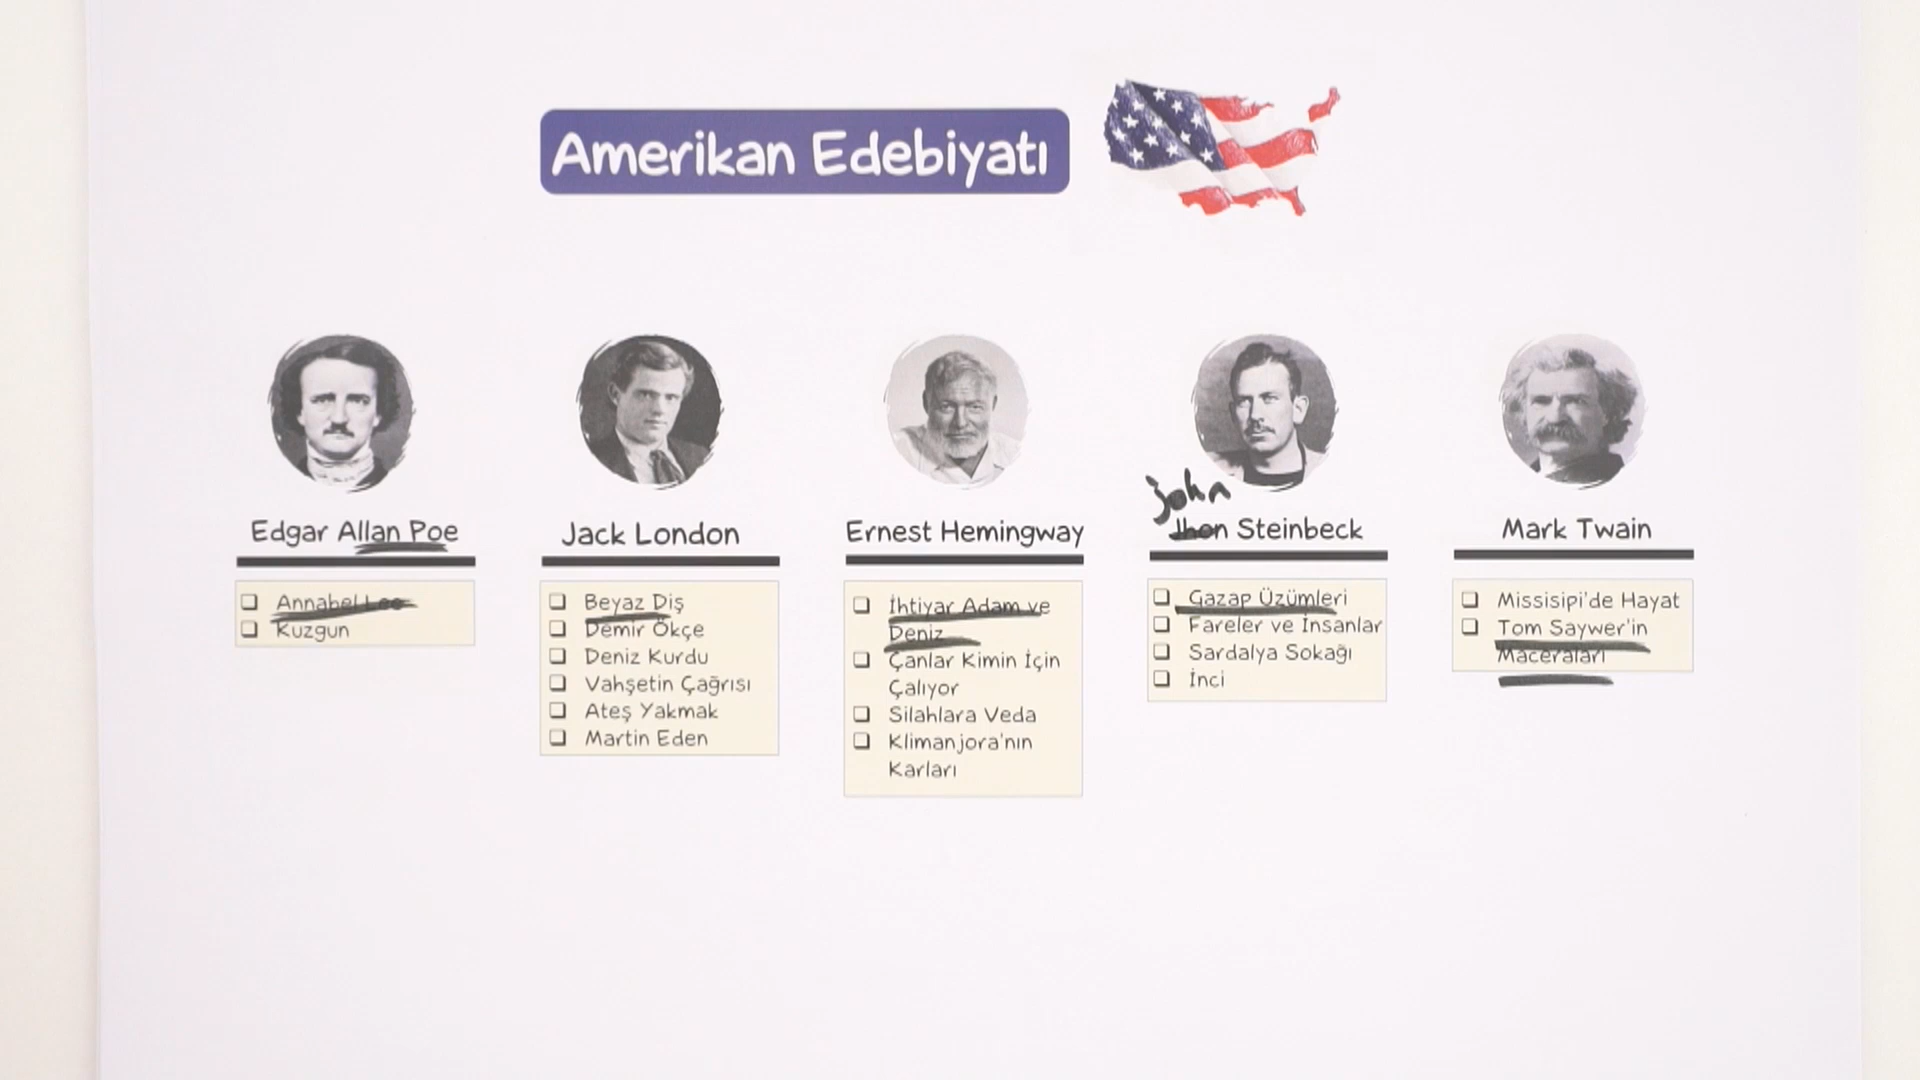 Amerikan Edebiyatı
Edgar Allan Poe
Annabel Lee
Kuzgun
Jack London
Beyaz Diş
Demir Ökçe
Deniz Kurdu
Vahşetin Çağrısı
Ateş Yakmak
Martin Eden
Ernest Hemingway
İhtiyar Adam ve
Deniz
Çanlar Kimin İçin
Çalıyor
Silahlara Veda
Klimanjora'nın
Karları
John
Jhon Steinbeck
Gazap Üzümleri
Fareler ve İnsanlar
Sardalya Sokağı
İnci
Mark Twain
Missisipi'de Hayat
Tom Saywer'in
Maceraları